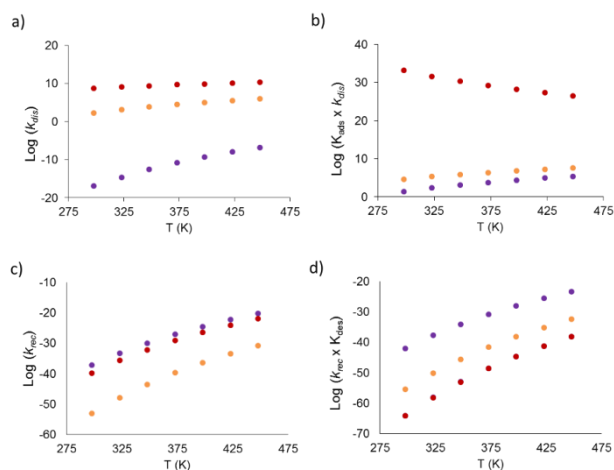 a)
Log (k_dis)
20
10
0
-10
-20
275 325 375 425 475
T (K)
b)
Log (K_ads x k_dis)
40
30
20
10
0
275 325 375 425 475
T (K)
c)
Log (k_rec)
-10
-20
-30
-40
-50
-60
275 325 375 425 475
T (K)
d)
Log (k_rec x K_des)
-20
-30
-40
-50
-60
-70
275 325 375 425 475
T (K)